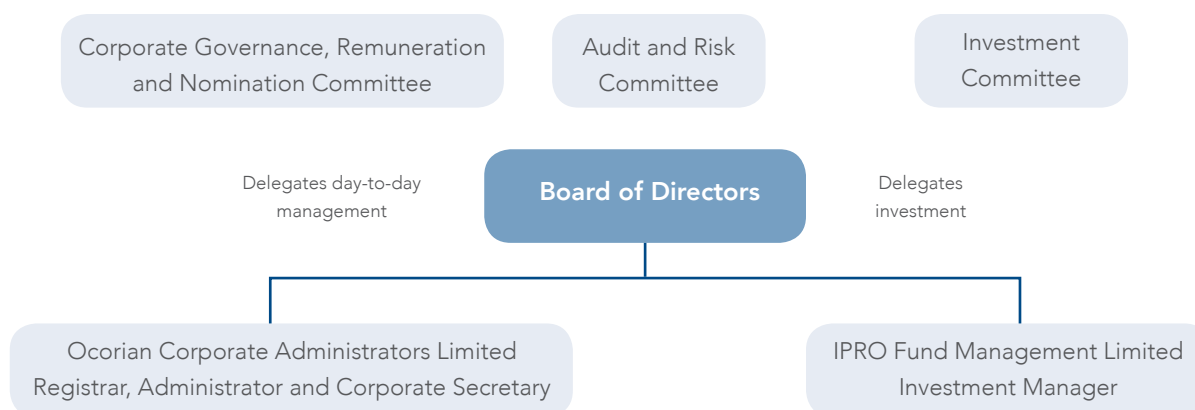 Corporate Governance, Remuneration
and Nomination Committee
Audit and Risk
Committee
Investment
Committee
Delegates day-to-day
management
Board of Directors
Delegates
investment
Ocorian Corporate Administrators Limited
Registrar, Administrator and Corporate Secretary
IPRO Fund Management Limited
Investment Manager